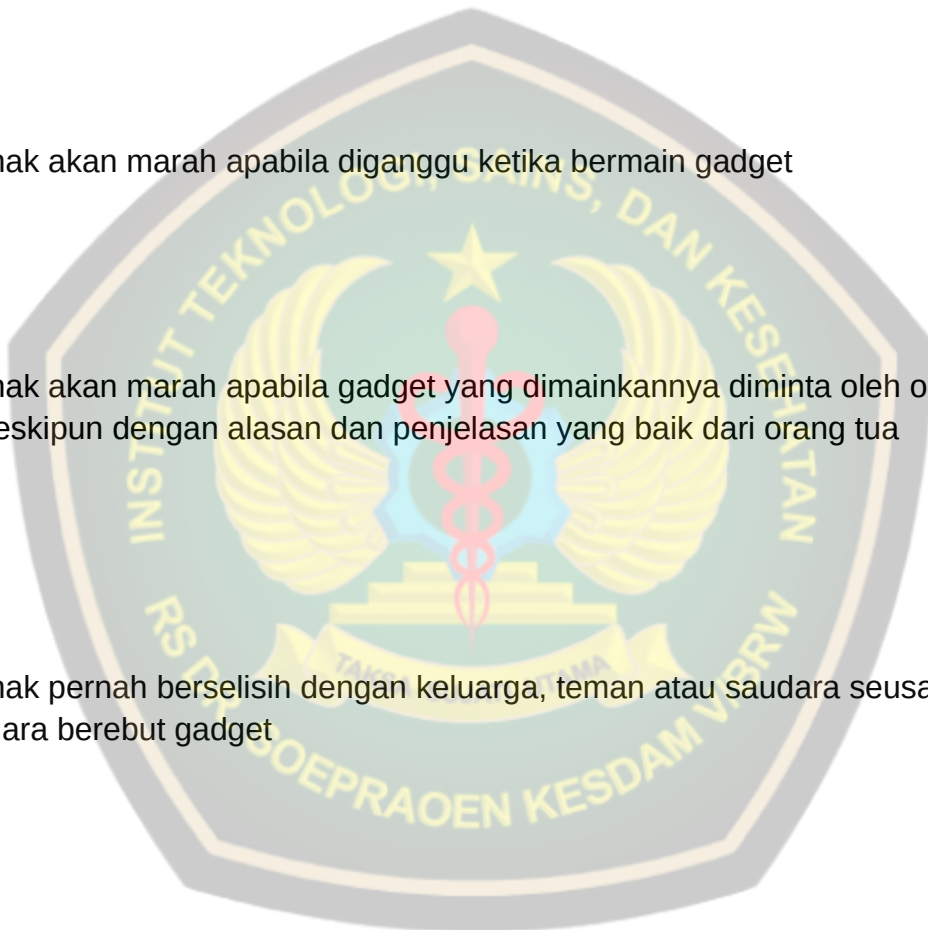 nak akan marah apabila diganggu ketika bermain gadget
INSTITUT TEKNOLOGI, SAINS, DAN KESEHATAN
nak akan marah apabila gadget yang dimainkannya diminta oleh o
eskipun dengan alasan dan penjelasan yang baik dari orang tua
nak pernah berselisih dengan keluarga, teman atau saudara seusa
ara berebut gadget
RS DR. SOEPRAOEN KESDAM V/BRW